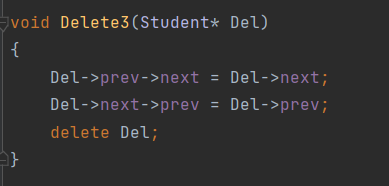 void Delete3(Student* Del)
{
    Del->prev->next = Del->next;
    Del->next->prev = Del->prev;
    delete Del;
}